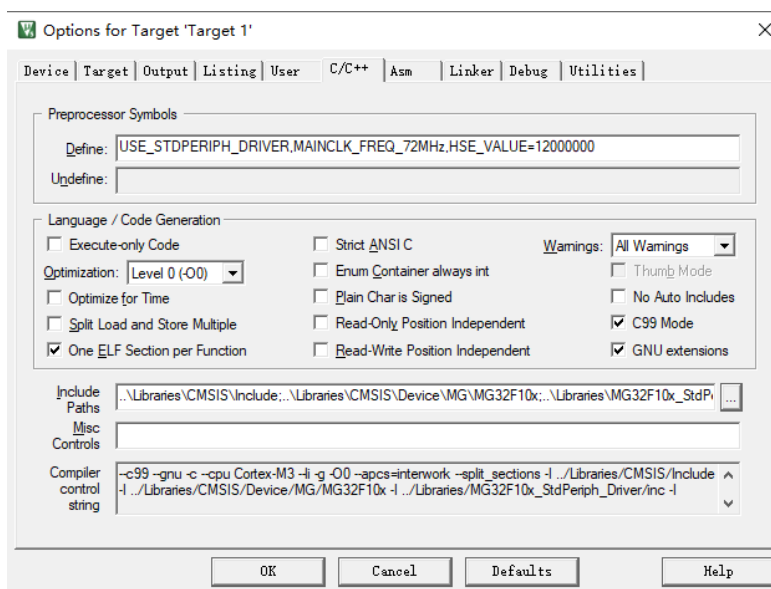 Options for Target 'Target 1'
Device Target Output Listing User C/C++ Asm Linker Debug Utilities
Preprocessor Symbols
Define: USE_STDPERIPH_DRIVER,MAINCLK_FREQ_72MHz,HSE_VALUE=12000000
Undefine:
Language / Code Generation
Execute-only Code Strict ANSI C Warnings: All Warnings
Optimization: Level 0 (-O0) Enum Container always int Thumb Mode
Optimize for Time Plain Char is Signed No Auto Includes
Split Load and Store Multiple Read-Only Position Independent C99 Mode
One ELF Section per Function Read-Write Position Independent GNU extensions
Include Paths ..\Libraries\CMSIS\Include;..\Libraries\CMSIS\Device\MG\MG32F10x;..\Libraries\MG32F10x_StdPe ...
Misc Controls
Compiler control string --c99 --gnu -c --cpu Cortex-M3 --li -g -O0 --apcs=interwork --split_sections -I ../Libraries/CMSIS/Include
-I ../Libraries/CMSIS/Device/MG/MG32F10x -I ../Libraries/MG32F10x_StdPeriph_Driver/inc -I
OK Cancel Defaults Help